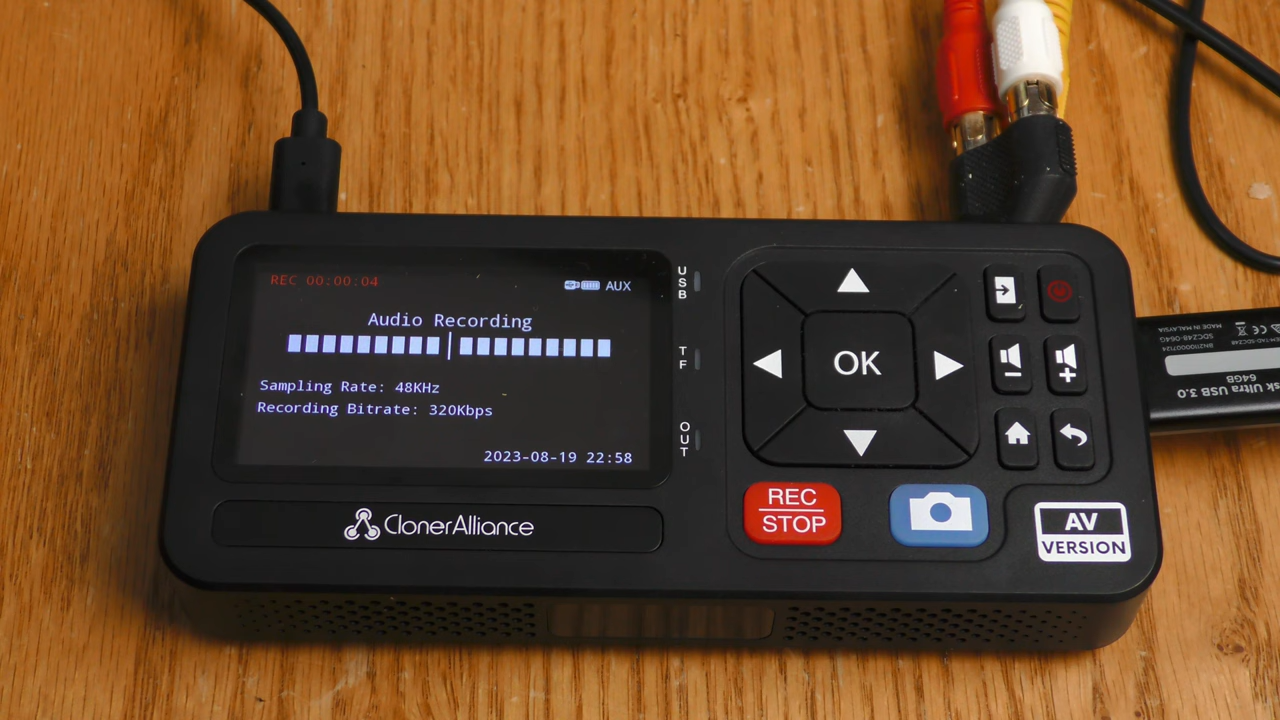 REC 00:00:04
AUX
Audio Recording
Sampling Rate: 48KHz
Recording Bitrate: 320Kbps
2023-08-19 22:58
ClonerAlliance
USB
TF
OUT
OK
REC
STOP
AV
VERSION
sk Ultra USB 3.0
64GB
MADE IN MALAYSIA